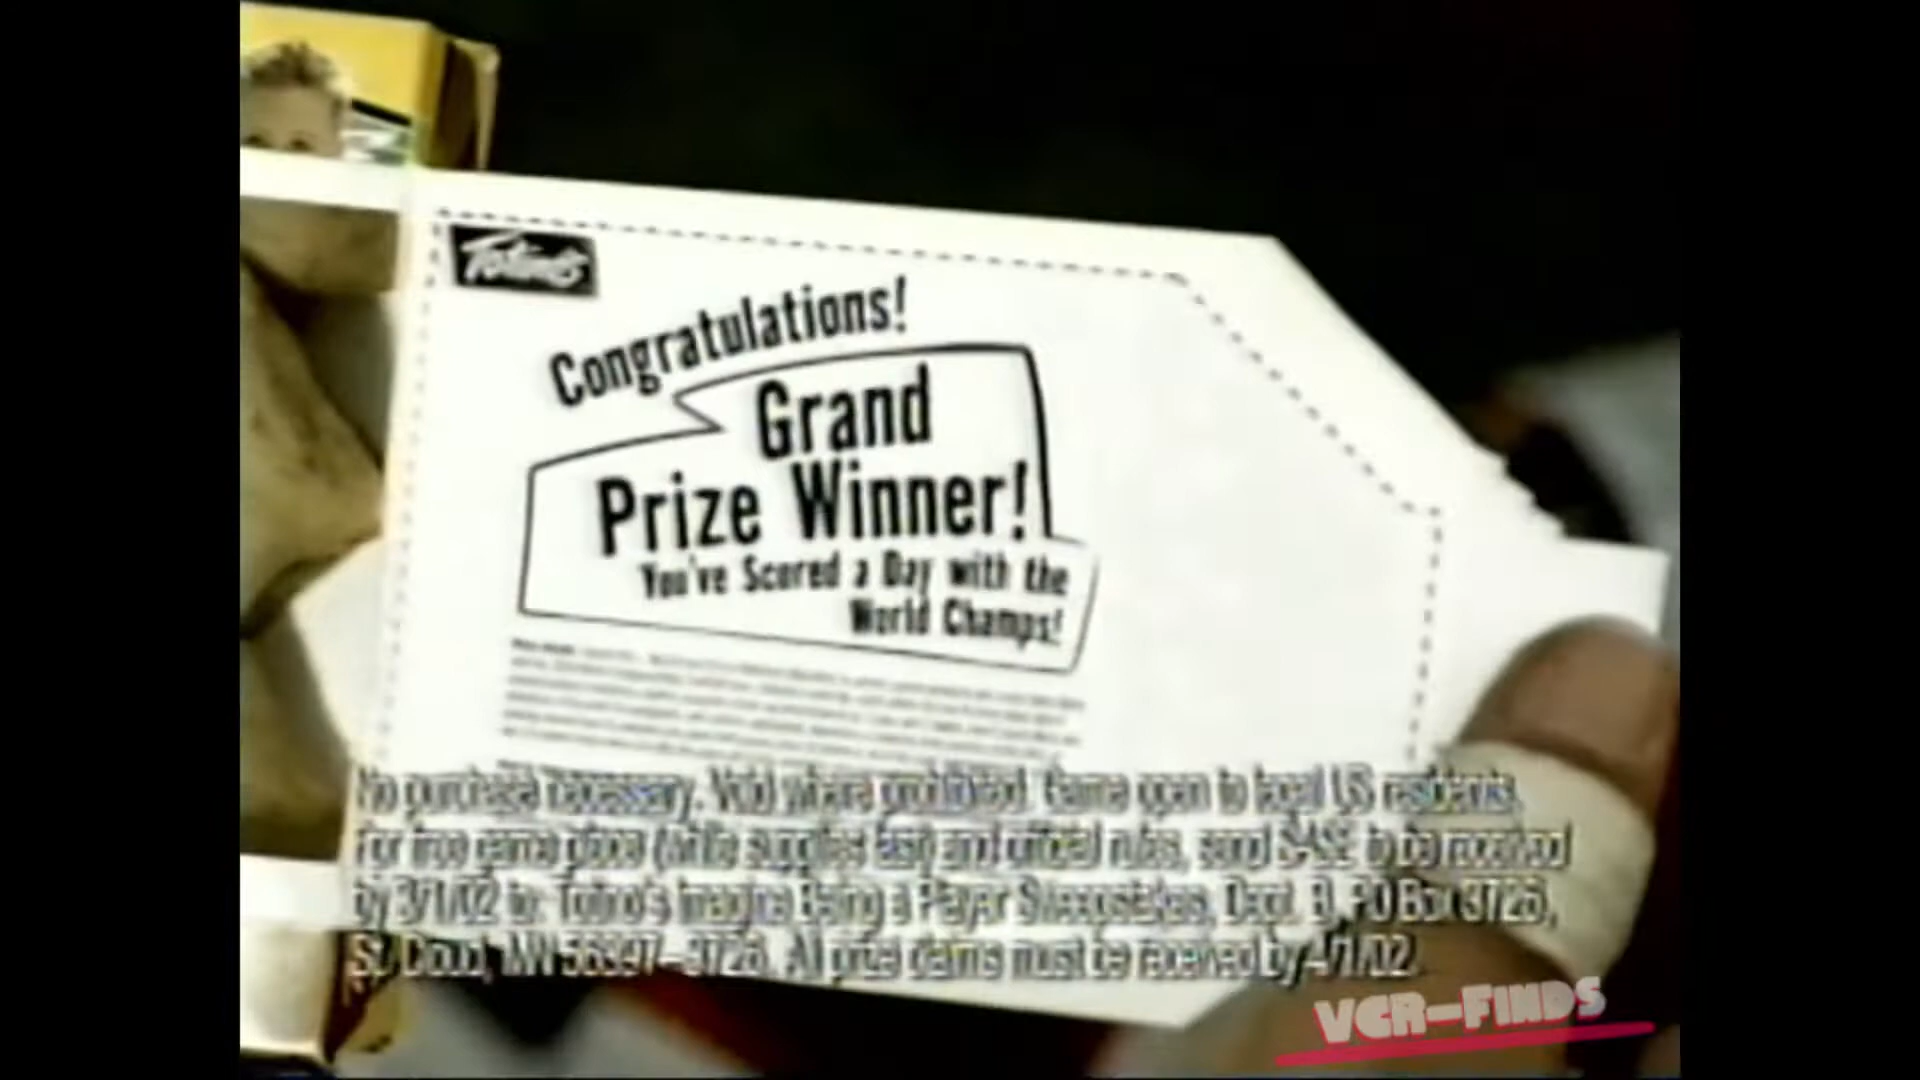 Totino's
Congratulations!
Grand
Prize Winner!
You've Scored a Day with the
World Champs!
No purchase necessary. Void where prohibited. Game open to legal US residents.
For free game piece (while supplies last) and official rules, send SASE to be received
by 3/1/02 to: Totino's Imagine Being a Player Sweepstakes, Dept. B, PO Box 3726,
St. Cloud, MN 56397-3726. All prize claims must be received by 4/1/02.
VCR-FINDS